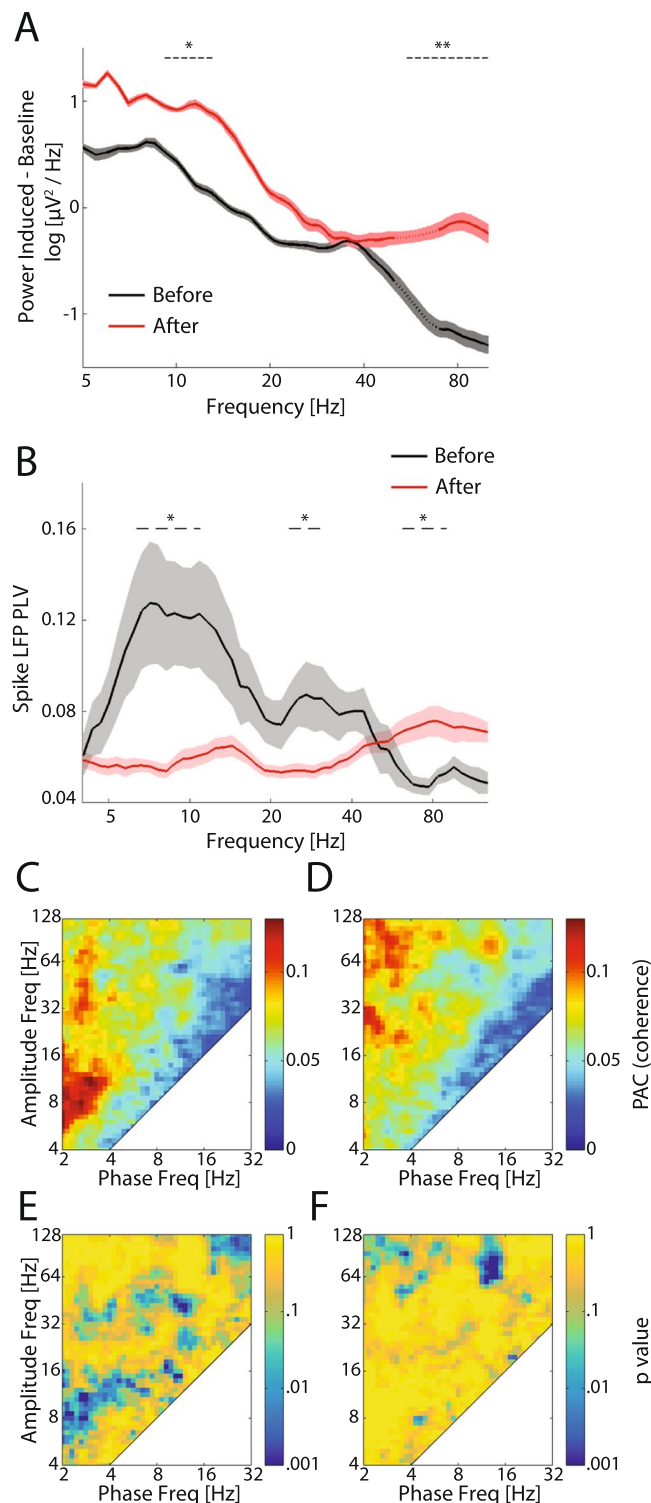 A
* **
1
0
-1
Power Induced - Baseline
log [µV² / Hz]
Before
After
5 10 20 40 80
Frequency [Hz]
B
Before
After
* * *
0.16
0.12
0.08
0.04
Spike LFP PLV
5 10 20 40 80
Frequency [Hz]
C D
128 128
64 64
32 32
16 16
8 8
4 4
Amplitude Freq [Hz]
2 4 8 16 32 2 4 8 16 32
Phase Freq [Hz] Phase Freq [Hz]
0.1 0.1
0.05 0.05
0 0
PAC (coherence)
E F
128 128
64 64
32 32
16 16
8 8
4 4
Amplitude Freq [Hz]
2 4 8 16 32 2 4 8 16 32
Phase Freq [Hz] Phase Freq [Hz]
1 1
.1 .1
.01 .01
.001 .001
p value